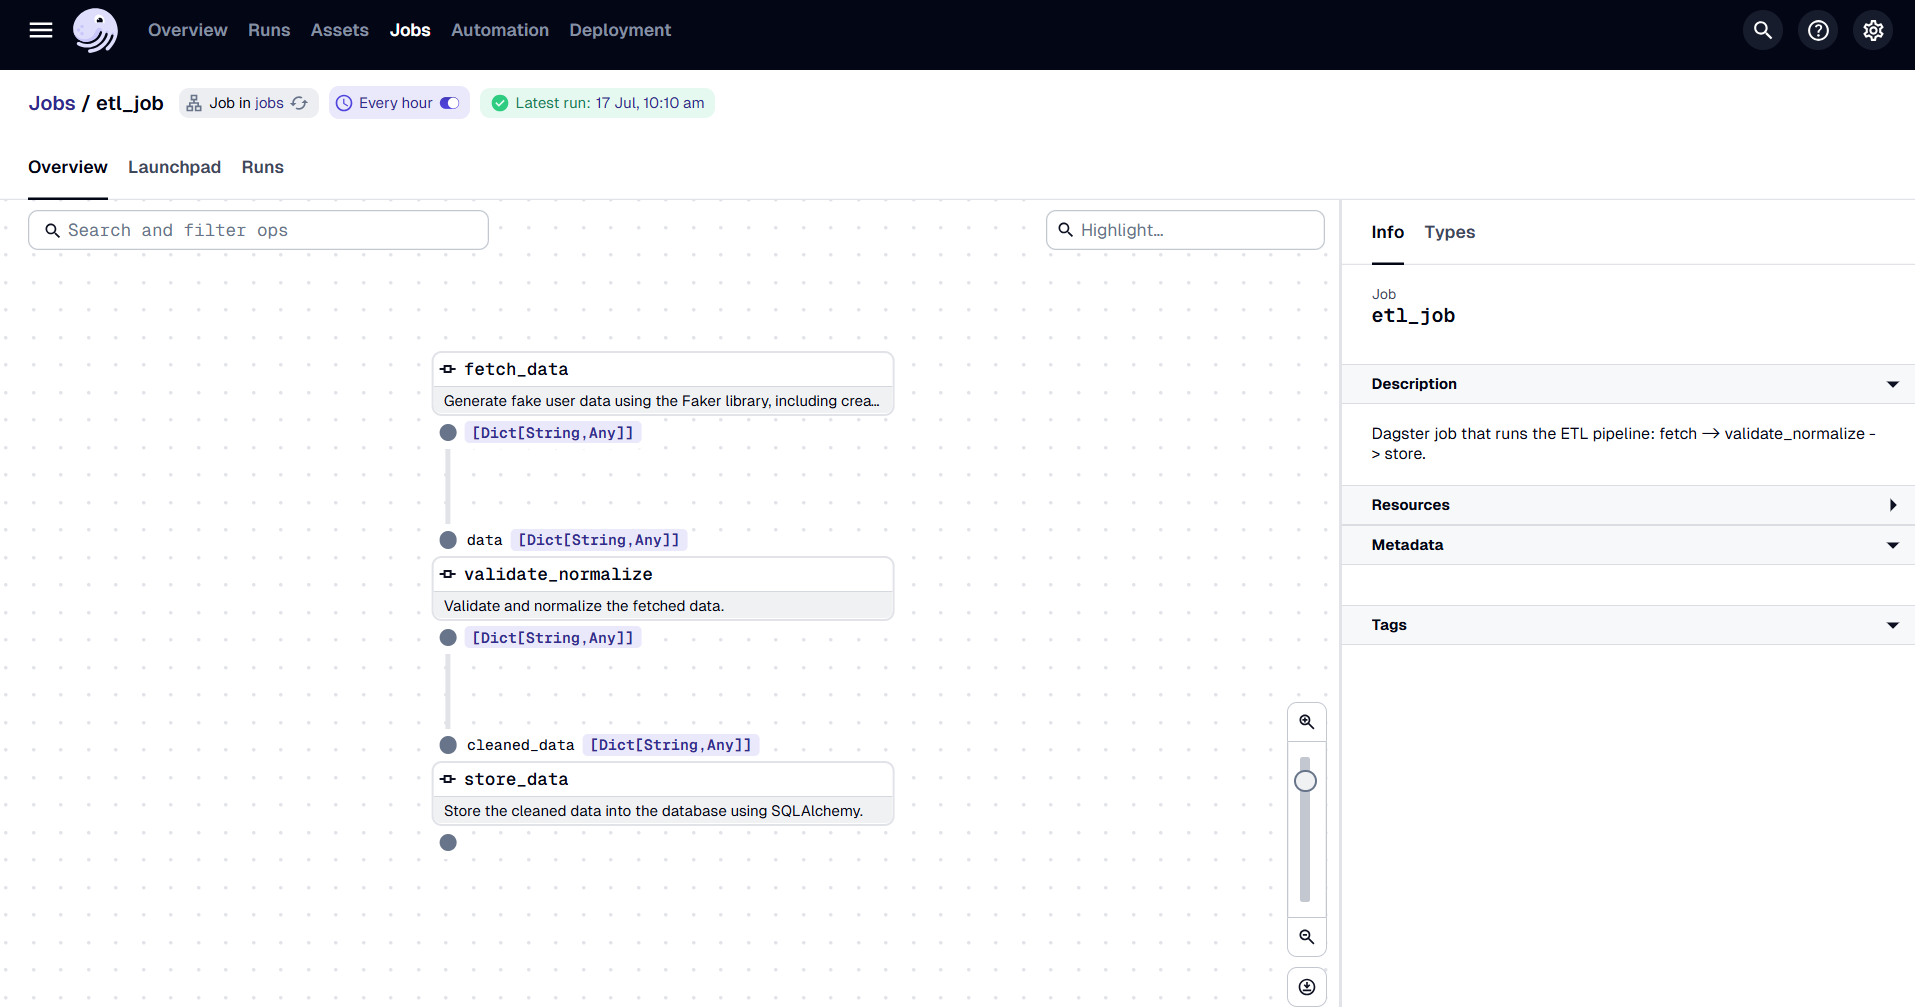 Overview Runs Assets Jobs Automation Deployment
Jobs / etl_job Job in jobs Every hour Latest run: 17 Jul, 10:10 am
Overview Launchpad Runs
Search and filter ops
Highlight...
fetch_data
Generate fake user data using the Faker library, including crea...
[Dict[String,Any]]
data [Dict[String,Any]]
validate_normalize
Validate and normalize the fetched data.
[Dict[String,Any]]
cleaned_data [Dict[String,Any]]
store_data
Store the cleaned data into the database using SQLAlchemy.
Info Types
Job
etl_job
Description
Dagster job that runs the ETL pipeline: fetch -> validate_normalize -
> store.
Resources
Metadata
Tags